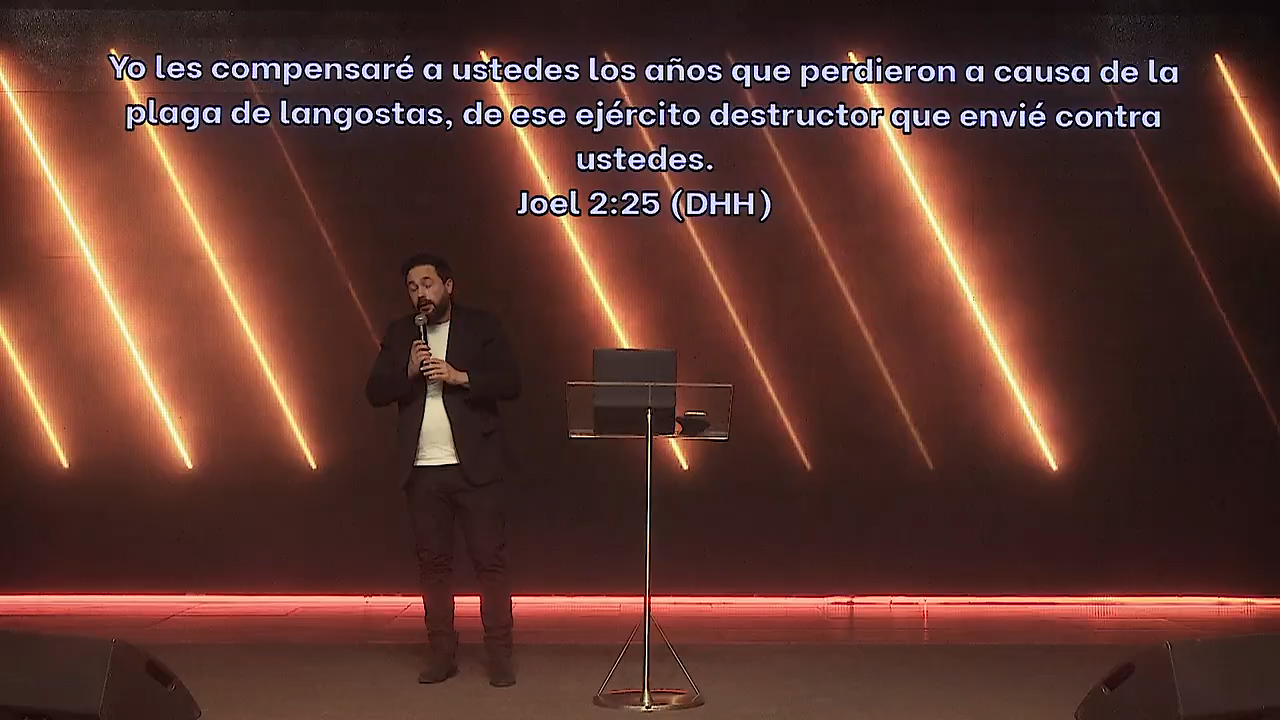 Yo les compensaré a ustedes los años que perdieron a causa de la
plaga de langostas, de ese ejército destructor que envié contra
ustedes.
Joel 2:25 (DHH)